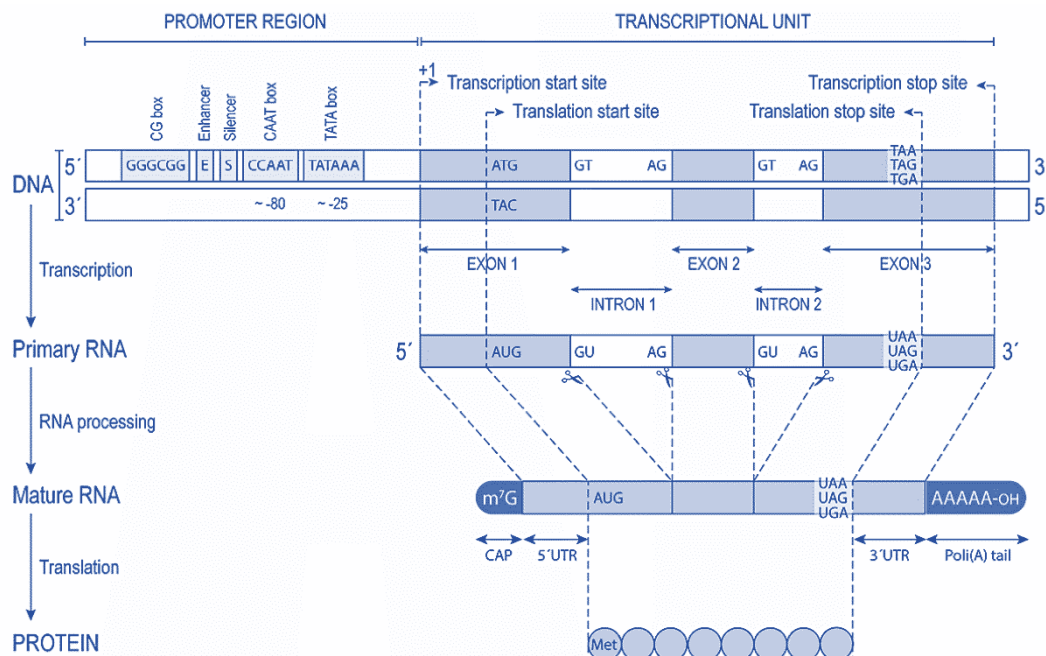 PROMOTER REGION
TRANSCRIPTIONAL UNIT
+1
Transcription start site
Transcription stop site
Translation start site
Translation stop site
CG box
Enhancer
Silencer
CAAT box
TATA box
DNA
5´
GGGCGG
E
S
CCAAT
TATAAA
ATG
GT
AG
GT
AG
TAA
TAG
TGA
3
3´
~ -80
~ -25
TAC
5
Transcription
EXON 1
EXON 2
EXON 3
INTRON 1
INTRON 2
Primary RNA
5´
AUG
GU
AG
GU
AG
UAA
UAG
UGA
3´
RNA processing
Mature RNA
m⁷G
AUG
UAA
UAG
UGA
AAAAA-OH
CAP
5´UTR
3´UTR
Poli(A) tail
Translation
PROTEIN
Met